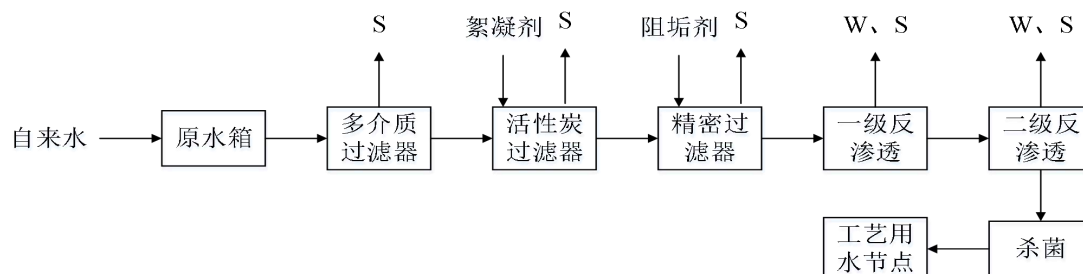 S
絮凝剂
S
阻垢剂
S
W、S
W、S
自来水
原水箱
多介质
过滤器
活性炭
过滤器
精密过
滤器
一级反
渗透
二级反
渗透
工艺用
水节点
杀菌